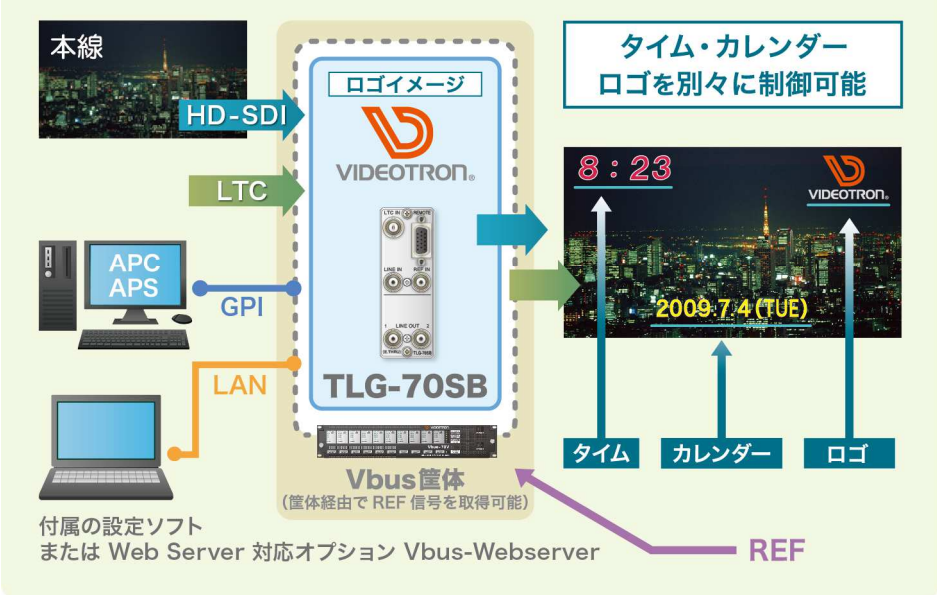 本線
HD-SDI
LTC
APC
APS
GPI
LAN
付属の設定ソフト
または Web Server 対応オプション Vbus-Webserver
ロゴイメージ
VIDEOTRON®
LTC IN
REMOTE
LINE IN
REF IN
1 LINE OUT 2
TLG-70SB
TLG-70SB
Vbus筐体
(筐体経由で REF 信号を取得可能)
タイム・カレンダー
ロゴを別々に制御可能
8:23
VIDEOTRON®
2009.7.4(TUE)
タイム
カレンダー
ロゴ
REF